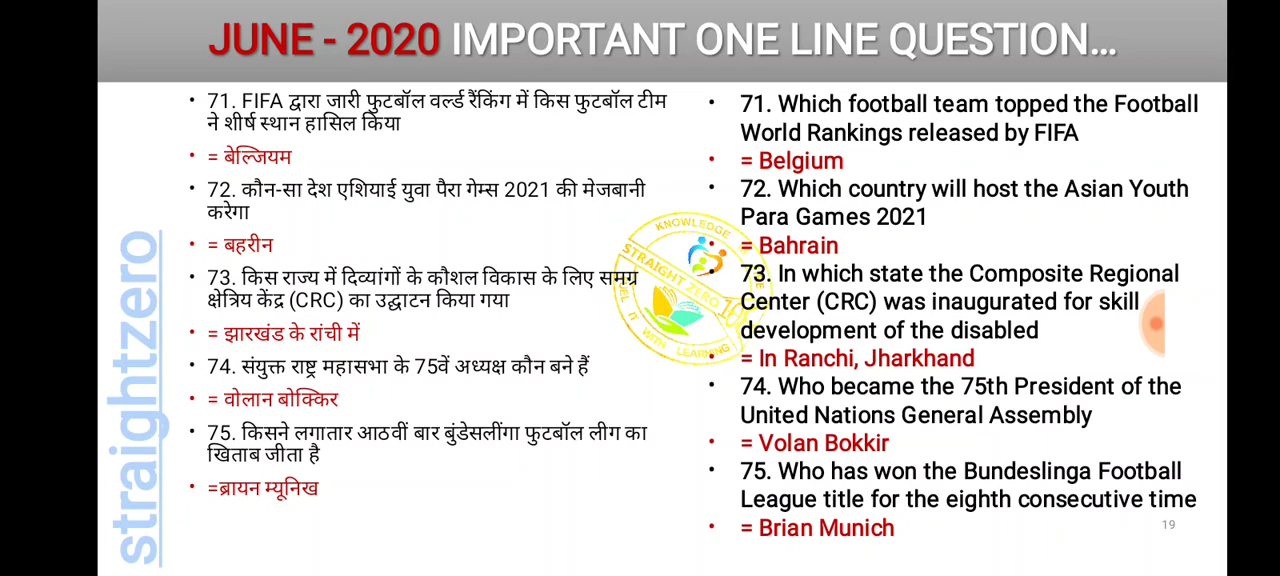 JUNE - 2020 IMPORTANT ONE LINE QUESTION...
• 71. FIFA द्वारा जारी फुटबॉल वर्ल्ड रैंकिंग में किस फुटबॉल टीम
ने शीर्ष स्थान हासिल किया
• = बेल्जियम
• 72. कौन-सा देश एशियाई युवा पैरा गेम्स 2021 की मेजबानी
करेगा
• = बहरीन
• 73. किस राज्य में दिव्यांगों के कौशल विकास के लिए समग्र
क्षेत्रिय केंद्र (CRC) का उद्घाटन किया गया
• = झारखंड के रांची में
• 74. संयुक्त राष्ट्र महासभा के 75वें अध्यक्ष कौन बने हैं
• = वोलान बोक्किर
• 75. किसने लगातार आठवीं बार बुंडेसलींगा फुटबॉल लीग का
खिताब जीता है
• =ब्रायन म्यूनिख
• 71. Which football team topped the Football
World Rankings released by FIFA
• = Belgium
• 72. Which country will host the Asian Youth
Para Games 2021
• = Bahrain
• 73. In which state the Composite Regional
Center (CRC) was inaugurated for skill
development of the disabled
• = In Ranchi, Jharkhand
• 74. Who became the 75th President of the
United Nations General Assembly
• = Volan Bokkir
• 75. Who has won the Bundeslinga Football
League title for the eighth consecutive time
• = Brian Munich
19
straightzero
KNOWLEDGE
STRAIGHT ZERO
WITH LEARNING